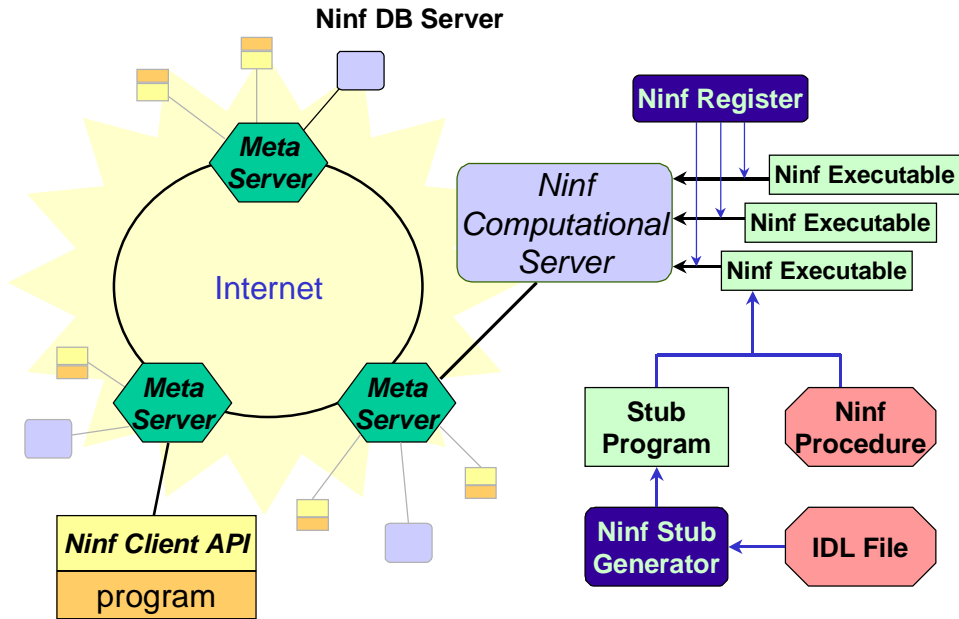 Ninf DB Server
Ninf Register
Meta
Server
Ninf
Computational
Server
Ninf Executable
Ninf Executable
Ninf Executable
Internet
Meta
Server
Meta
Server
Stub
Program
Ninf
Procedure
Ninf Client API
program
Ninf Stub
Generator
IDL File